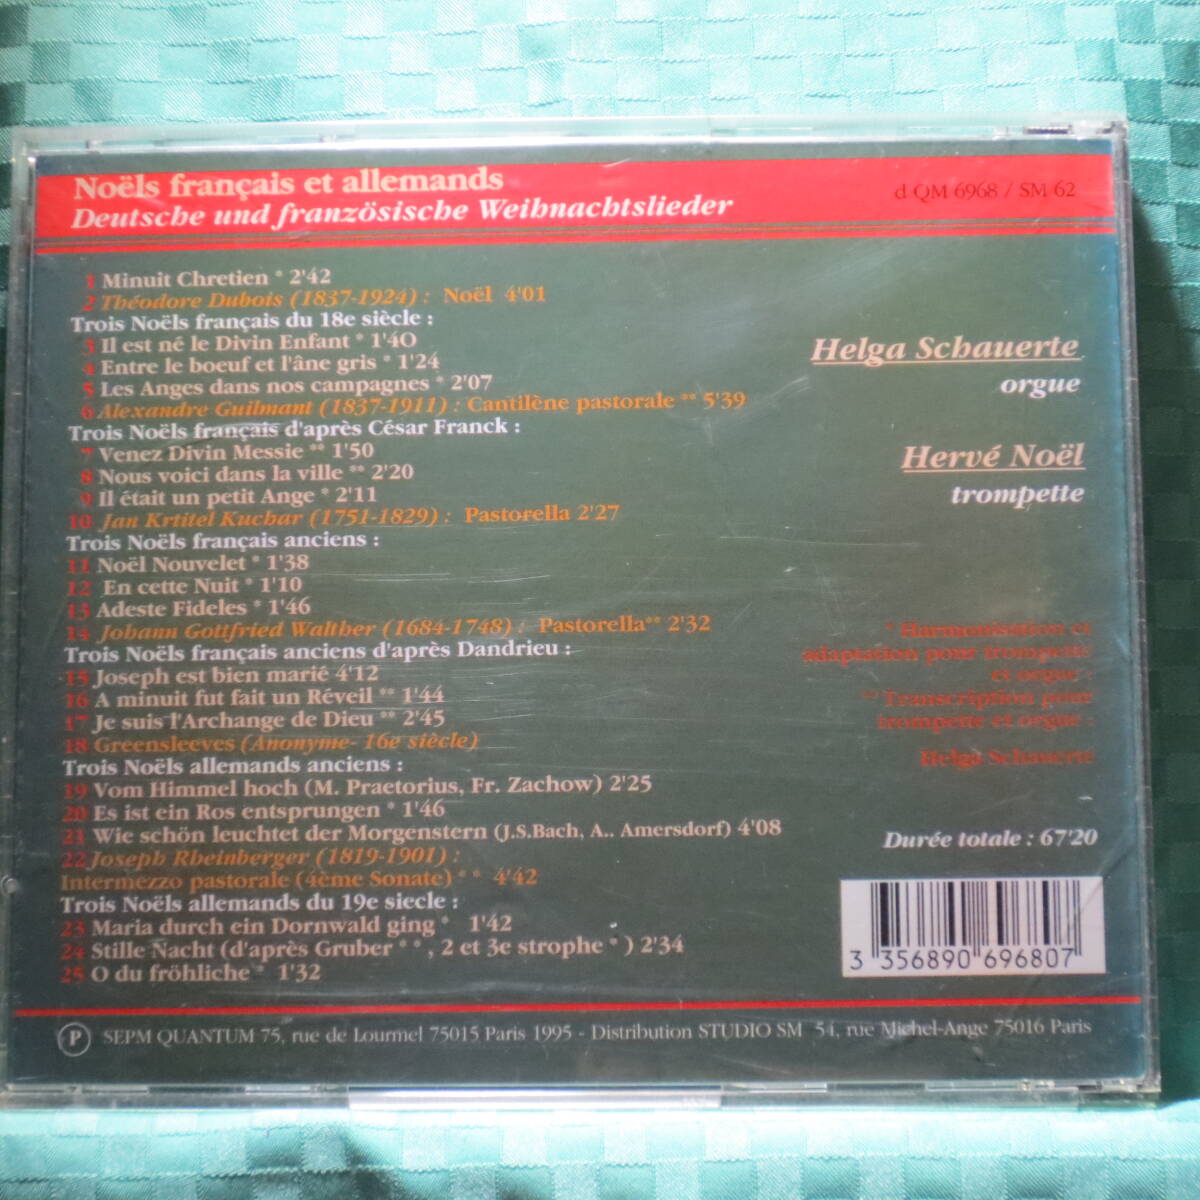 Noëls français et allemands
Deutsche und französische Weihnachtslieder
d QM 6968 / SM 62
1 Minuit Chretien * 2'42
2 Théodore Dubois (1837-1924) : Noël 4'01
Trois Noëls français du 18e siècle :
3 Il est né le Divin Enfant * 1'40
4 Entre le boeuf et l'âne gris * 1'24
5 Les Anges dans nos campagnes * 2'07
6 Alexandre Guilmant (1837-1911) : Cantilène pastorale ** 5'39
Trois Noëls français d'après César Franck :
7 Venez Divin Messie ** 1'50
8 Nous voici dans la ville ** 2'20
9 Il était un petit Ange * 2'11
10 Jan Krtitel Kuchar (1751-1829) : Pastorella 2'27
Trois Noëls français anciens :
11 Noël Nouvelet * 1'38
12 En cette Nuit * 1'10
13 Adeste Fideles * 1'46
14 Johann Gottfried Walther (1684-1748) : Pastorella** 2'32
Trois Noëls français anciens d'après Dandrieu :
15 Joseph est bien marié 4'12
16 A minuit fut fait un Réveil ** 1'44
17 Je suis l'Archange de Dieu ** 2'45
18 Greensleeves (Anonyme- 16e siècle)
Trois Noëls allemands anciens :
19 Vom Himmel hoch (M. Praetorius, Fr. Zachow) 2'25
20 Es ist ein Ros entsprungen * 1'46
21 Wie schön leuchtet der Morgenstern (J.S.Bach, A.. Amersdorf) 4'08
22 Joseph Rheinberger (1819-1901) :
Intermezzo pastorale (4ème Sonate) ** 4'42
Trois Noëls allemands du 19e siecle :
23 Maria durch ein Dornwald ging * 1'42
24 Stille Nacht (d'après Gruber ** , 2 et 3e strophe * ) 2'34
25 O du fröhliche * 1'32
Helga Schauerte
orgue
Hervé Noël
trompette
* Harmonisation et
adaptation pour trompette
et orgue :
** Transcription pour
trompette et orgue :
Helga Schauerte
Durée totale : 67'20
3 356890 696807
P SEPM QUANTUM 75, rue de Lourmel 75015 Paris 1995 - Distribution STUDIO SM 54, rue Michel-Ange 75016 Paris